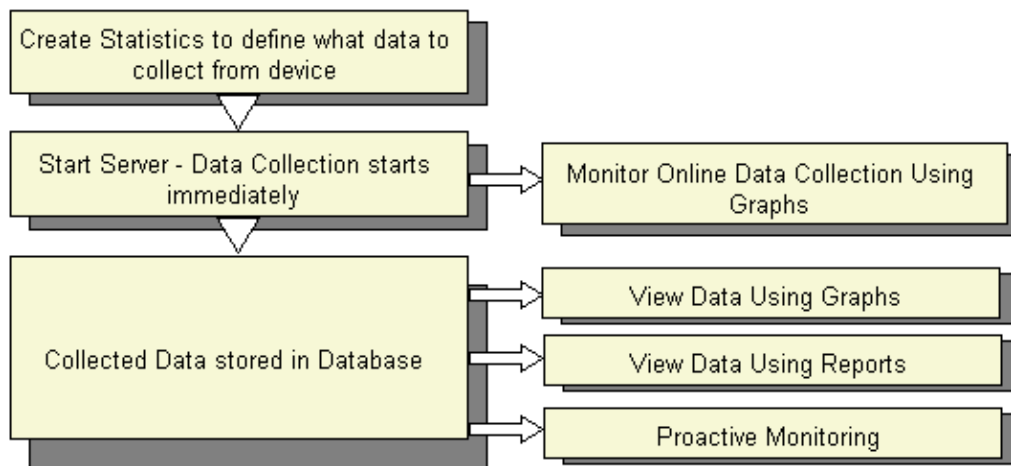 Create Statistics to define what data to
collect from device
Start Server - Data Collection starts
immediately
Monitor Online Data Collection Using
Graphs
Collected Data stored in Database
View Data Using Graphs
View Data Using Reports
Proactive Monitoring